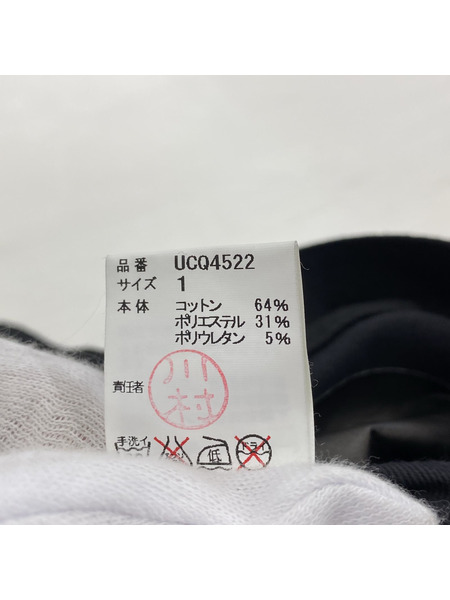 品番 UCQ4522
サイズ 1
本体 コットン 64%
ポリエステル 31%
ポリウレタン 5%
責任者 川村
手洗イ 低 ドライ